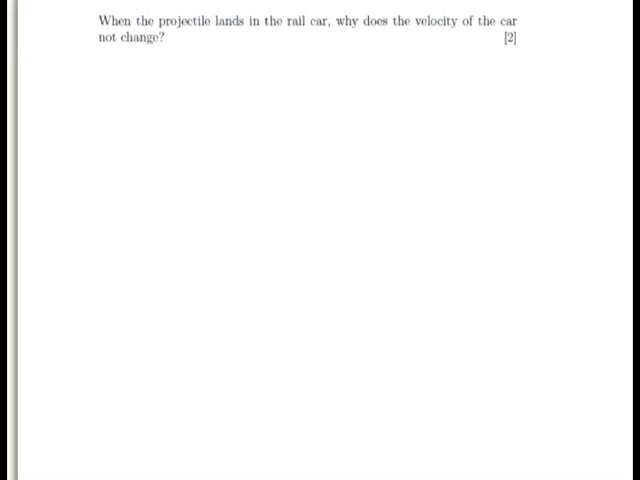 When the projectile lands in the rail car, why does the velocity of the car
not change? [2]